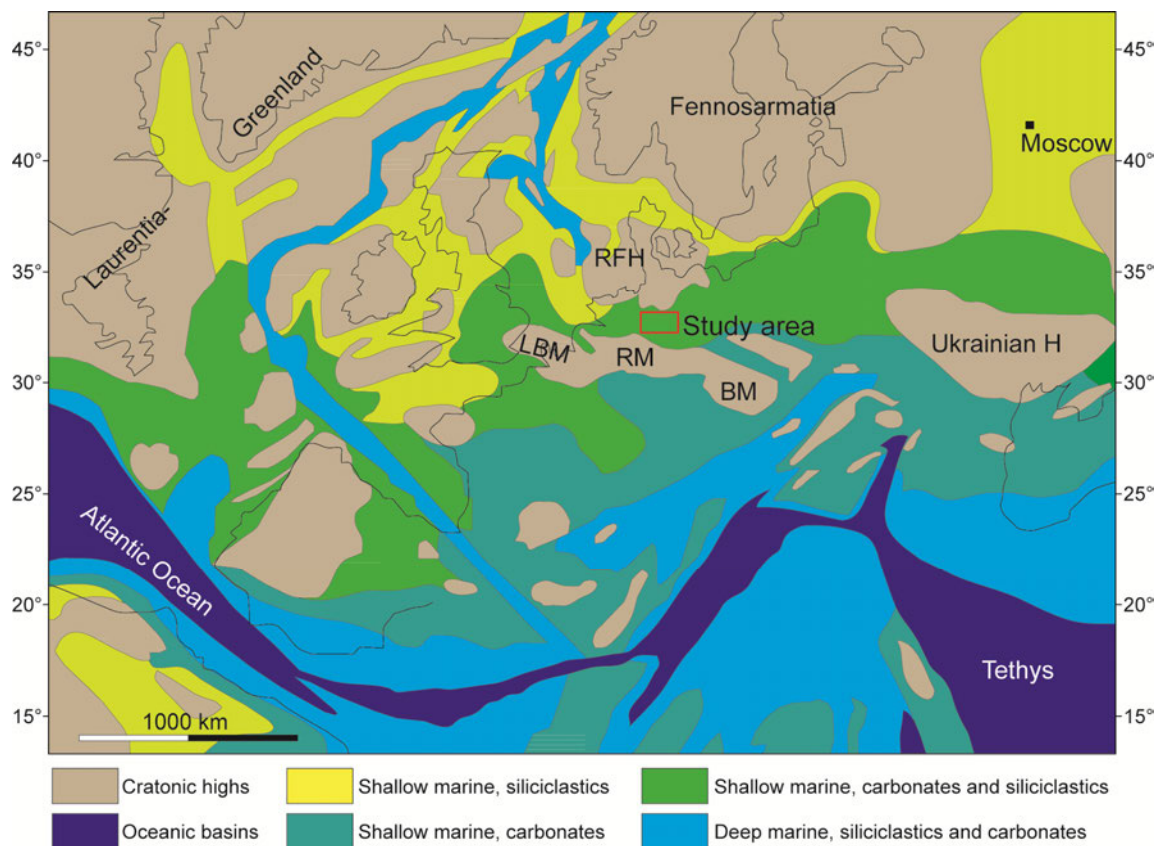 45°
45°
Greenland
Fennosarmatia
Moscow
40°
40°
Laurentia-
35°
RFH
35°
Study area
LBM
RM
Ukrainian H
30°
BM
30°
25°
25°
Atlantic Ocean
20°
20°
Tethys
15°
1000 km
15°
Cratonic highs
Shallow marine, siliciclastics
Shallow marine, carbonates and siliciclastics
Oceanic basins
Shallow marine, carbonates
Deep marine, siliciclastics and carbonates